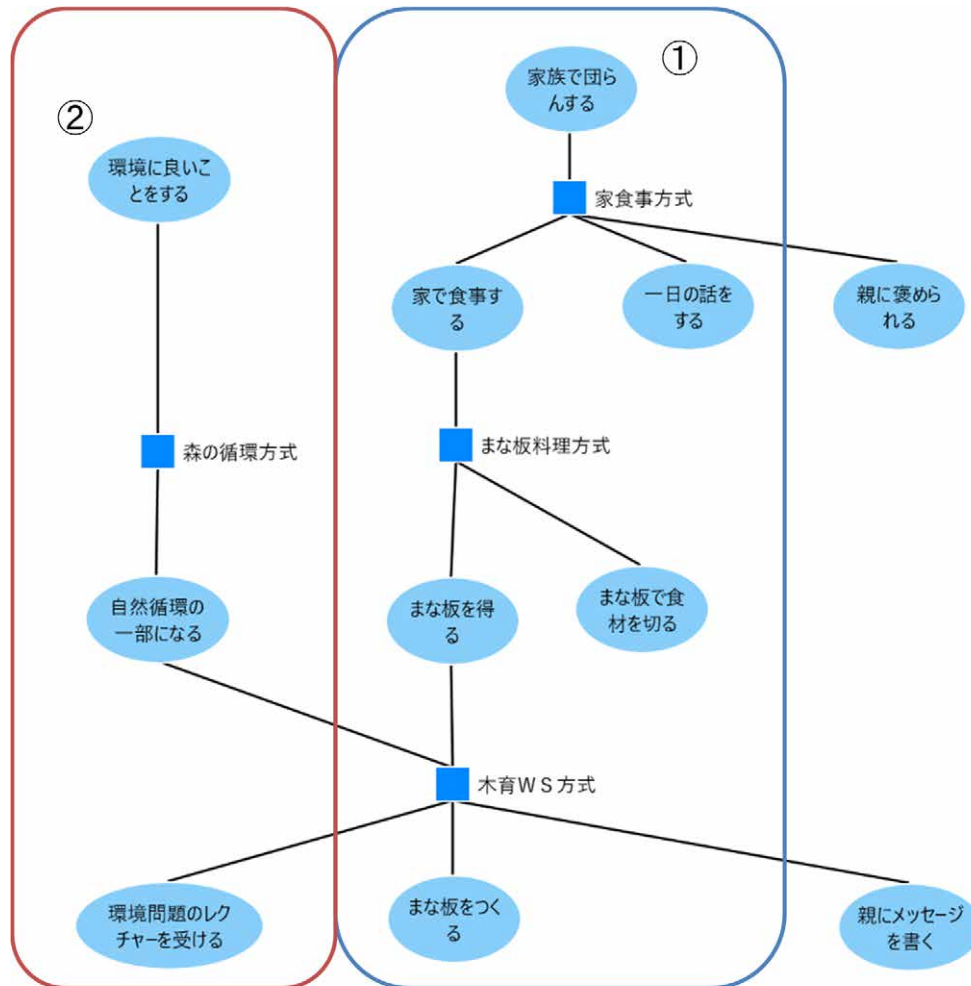 ①
家族で団ら
んする
②
環境に良いこ
とをする
家食事方式
家で食事す
る
一日の話を
する
親に褒めら
れる
森の循環方式
まな板料理方式
自然循環の
一部になる
まな板を得
る
まな板で食
材を切る
木育WS方式
環境問題のレク
チャーを受ける
まな板をつく
る
親にメッセージ
を書く